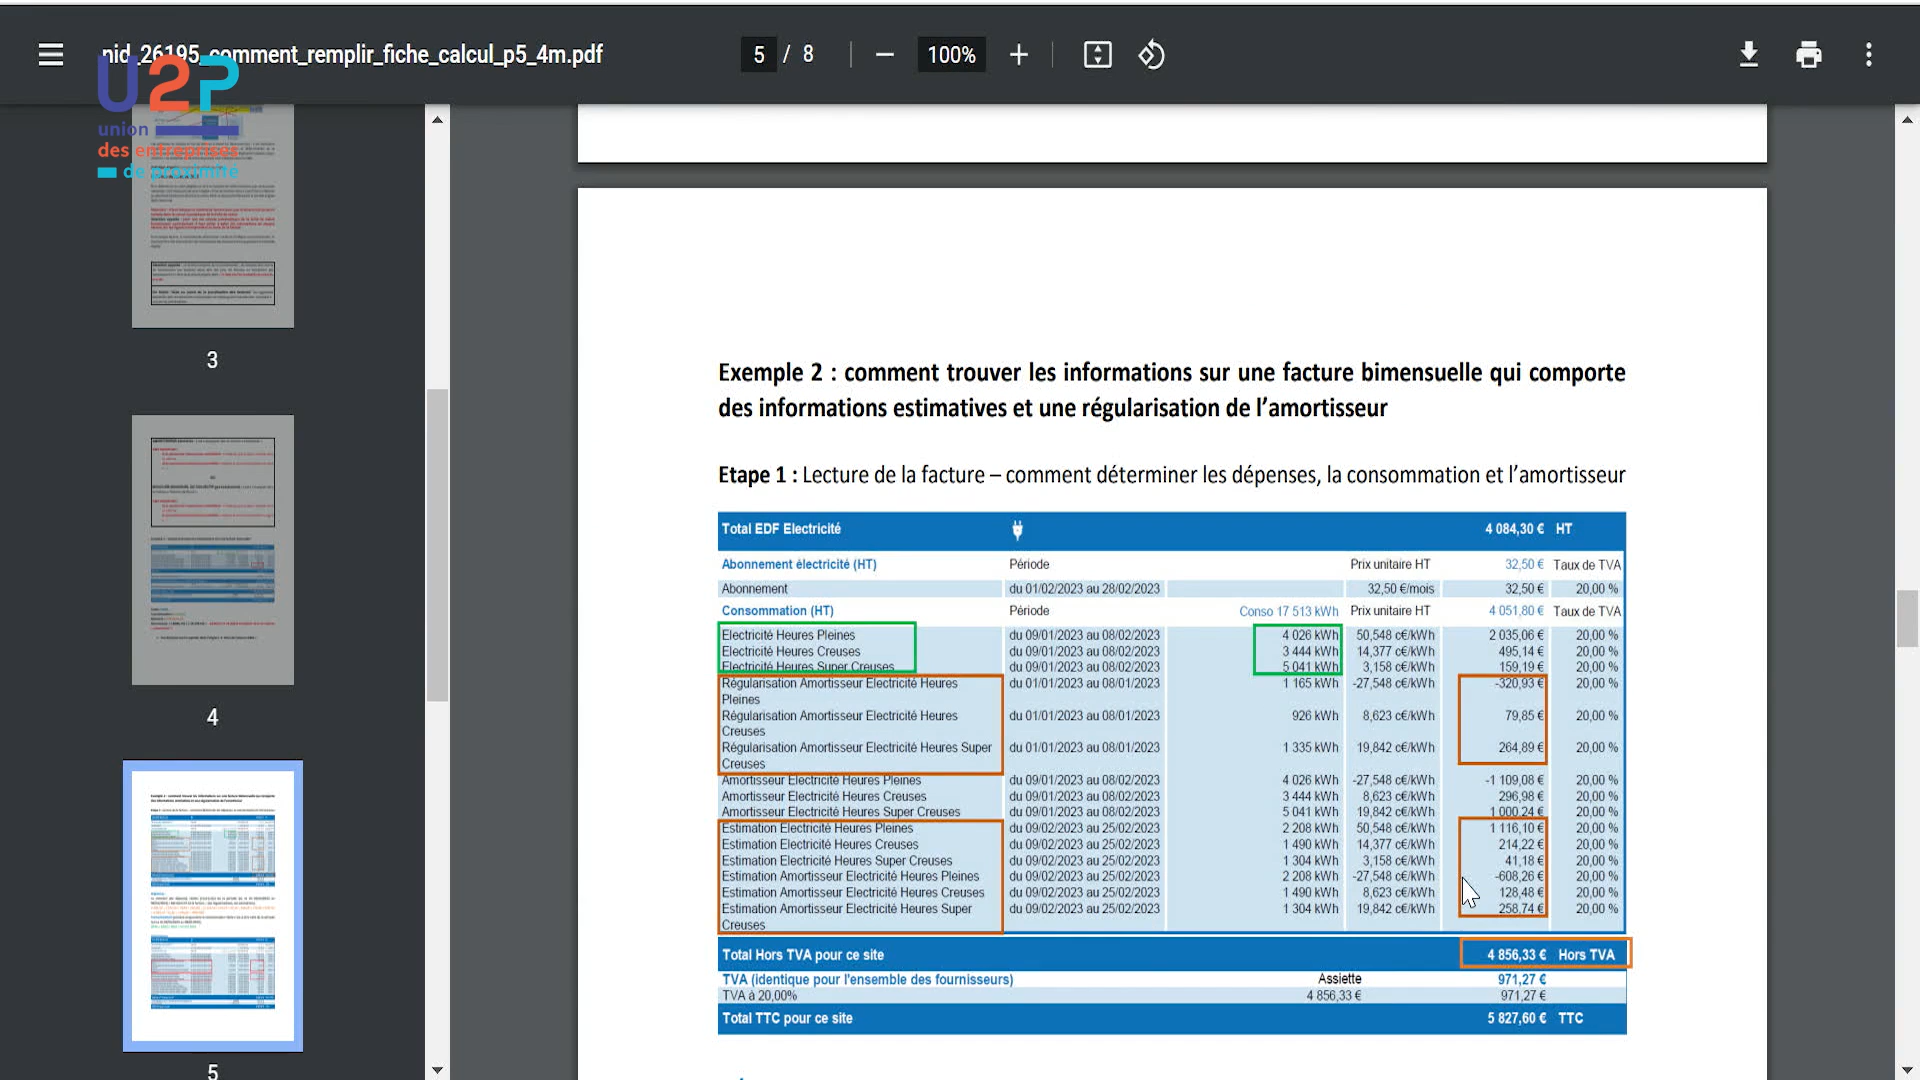 nid_26195_comment_remplir_fiche_calcul_p5_4m.pdf
5 / 8
100%
U2P
union
des entreprises
de proximité
3
4
5
Exemple 2 : comment trouver les informations sur une facture bimensuelle qui comporte
des informations estimatives et une régularisation de l’amortisseur
Etape 1 : Lecture de la facture – comment déterminer les dépenses, la consommation et l’amortisseur
Total EDF Electricité 4 084,30 € HT
Abonnement électricité (HT) Période Prix unitaire HT 32,50 € Taux de TVA
Abonnement du 01/02/2023 au 28/02/2023 32,50 €/mois 32,50 € 20,00 %
Consommation (HT) Période Conso 17 513 kWh Prix unitaire HT 4 051,80 € Taux de TVA
Electricité Heures Pleines du 09/01/2023 au 08/02/2023 4 026 kWh 50,548 c€/kWh 2 035,06 € 20,00 %
Electricité Heures Creuses du 09/01/2023 au 08/02/2023 3 444 kWh 14,377 c€/kWh 495,14 € 20,00 %
Electricité Heures Super Creuses du 09/01/2023 au 08/02/2023 5 041 kWh 3,158 c€/kWh 159,19 € 20,00 %
Régularisation Amortisseur Electricité Heures du 01/01/2023 au 08/01/2023 1 165 kWh -27,548 c€/kWh -320,93 € 20,00 %
Pleines
Régularisation Amortisseur Electricité Heures du 01/01/2023 au 08/01/2023 926 kWh 8,623 c€/kWh 79,85 € 20,00 %
Creuses
Régularisation Amortisseur Electricité Heures Super du 01/01/2023 au 08/01/2023 1 335 kWh 19,842 c€/kWh 264,89 € 20,00 %
Creuses
Amortisseur Electricité Heures Pleines du 09/01/2023 au 08/02/2023 4 026 kWh -27,548 c€/kWh -1 109,08 € 20,00 %
Amortisseur Electricité Heures Creuses du 09/01/2023 au 08/02/2023 3 444 kWh 8,623 c€/kWh 296,98 € 20,00 %
Amortisseur Electricité Heures Super Creuses du 09/01/2023 au 08/02/2023 5 041 kWh 19,842 c€/kWh 1 000,24 € 20,00 %
Estimation Electricité Heures Pleines du 09/02/2023 au 25/02/2023 2 208 kWh 50,548 c€/kWh 1 116,10 € 20,00 %
Estimation Electricité Heures Creuses du 09/02/2023 au 25/02/2023 1 490 kWh 14,377 c€/kWh 214,22 € 20,00 %
Estimation Electricité Heures Super Creuses du 09/02/2023 au 25/02/2023 1 304 kWh 3,158 c€/kWh 41,18 € 20,00 %
Estimation Amortisseur Electricité Heures Pleines du 09/02/2023 au 25/02/2023 2 208 kWh -27,548 c€/kWh -608,26 € 20,00 %
Estimation Amortisseur Electricité Heures Creuses du 09/02/2023 au 25/02/2023 1 490 kWh 8,623 c€/kWh 128,48 € 20,00 %
Estimation Amortisseur Electricité Heures Super du 09/02/2023 au 25/02/2023 1 304 kWh 19,842 c€/kWh 258,74 € 20,00 %
Creuses
Total Hors TVA pour ce site 4 856,33 € Hors TVA
TVA (identique pour l'ensemble des fournisseurs) Assiette 971,27 €
TVA à 20,00% 4 856,33 € 971,27 €
Total TTC pour ce site 5 827,60 € TTC